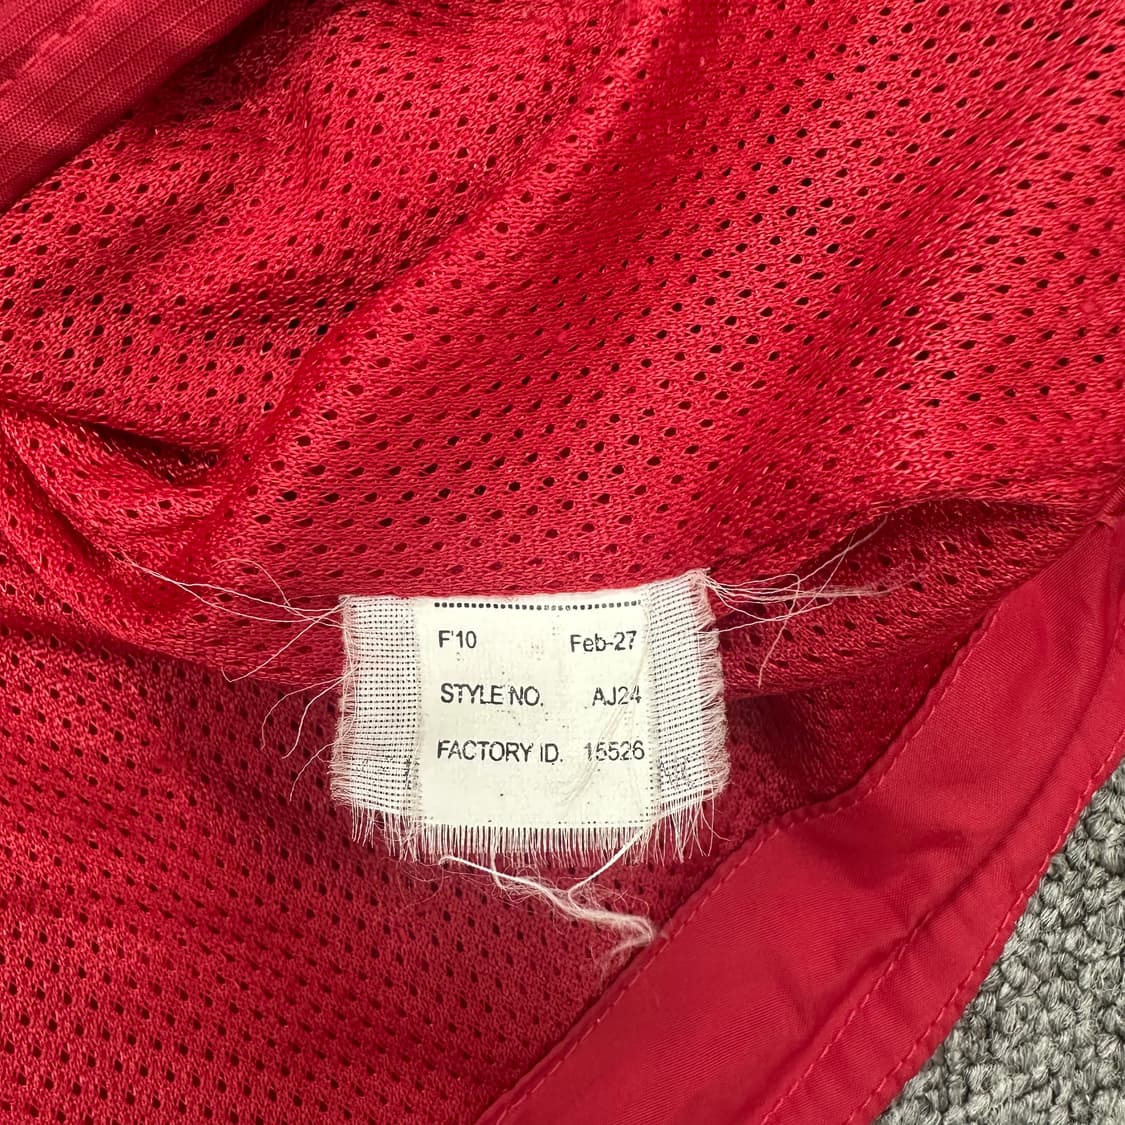 F'10 Feb-27
STYLE NO. AJ24
FACTORY ID. 15526